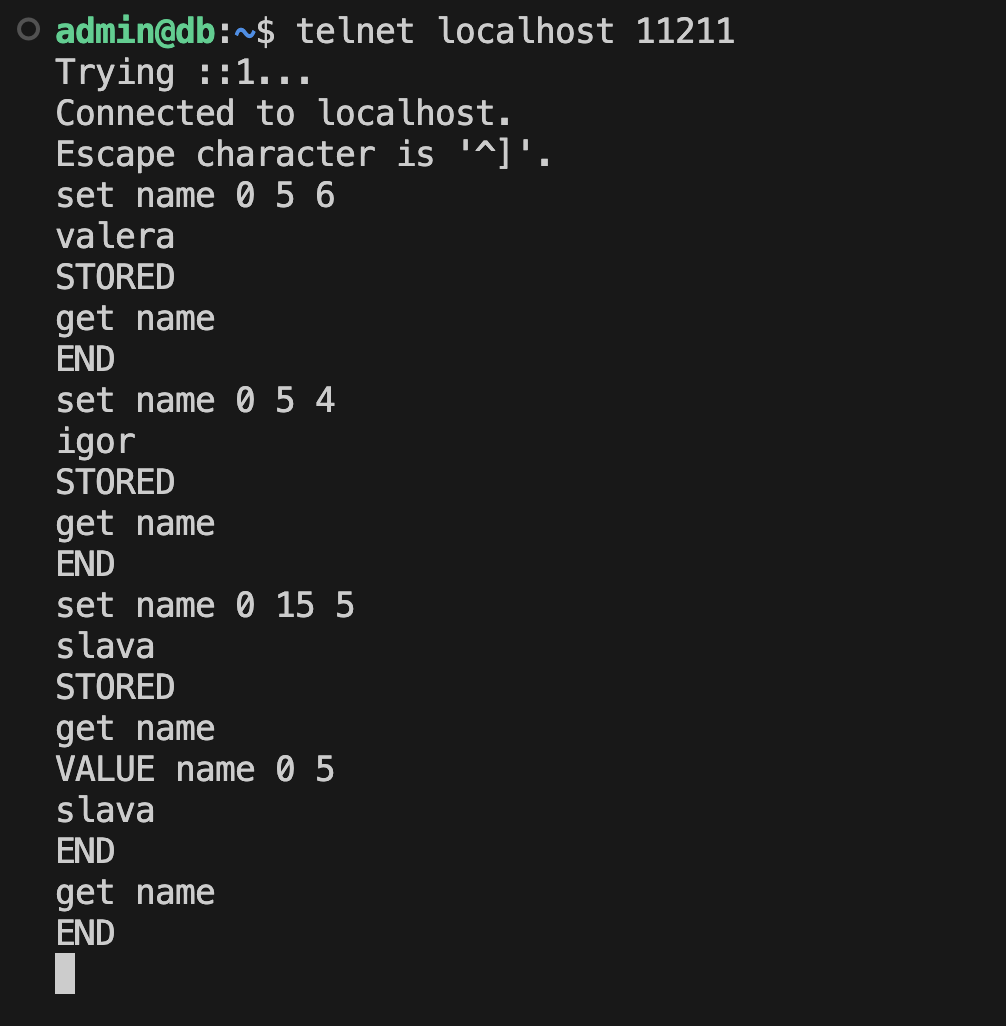 admin@db:~$ telnet localhost 11211
Trying ::1...
Connected to localhost.
Escape character is '^]'.
set name 0 5 6
valera
STORED
get name
END
set name 0 5 4
igor
STORED
get name
END
set name 0 15 5
slava
STORED
get name
VALUE name 0 5
slava
END
get name
END